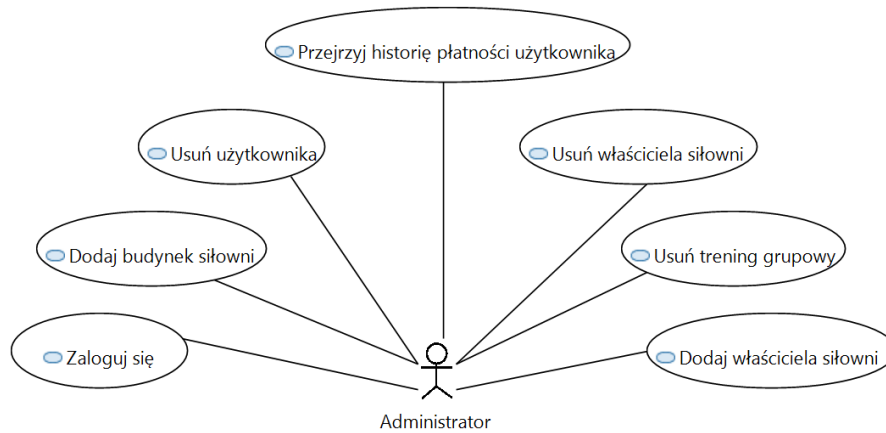 Przejrzyj historię płatności użytkownika
Usuń użytkownika
Usuń właściciela siłowni
Dodaj budynek siłowni
Usuń trening grupowy
Zaloguj się
Dodaj właściciela siłowni
Administrator